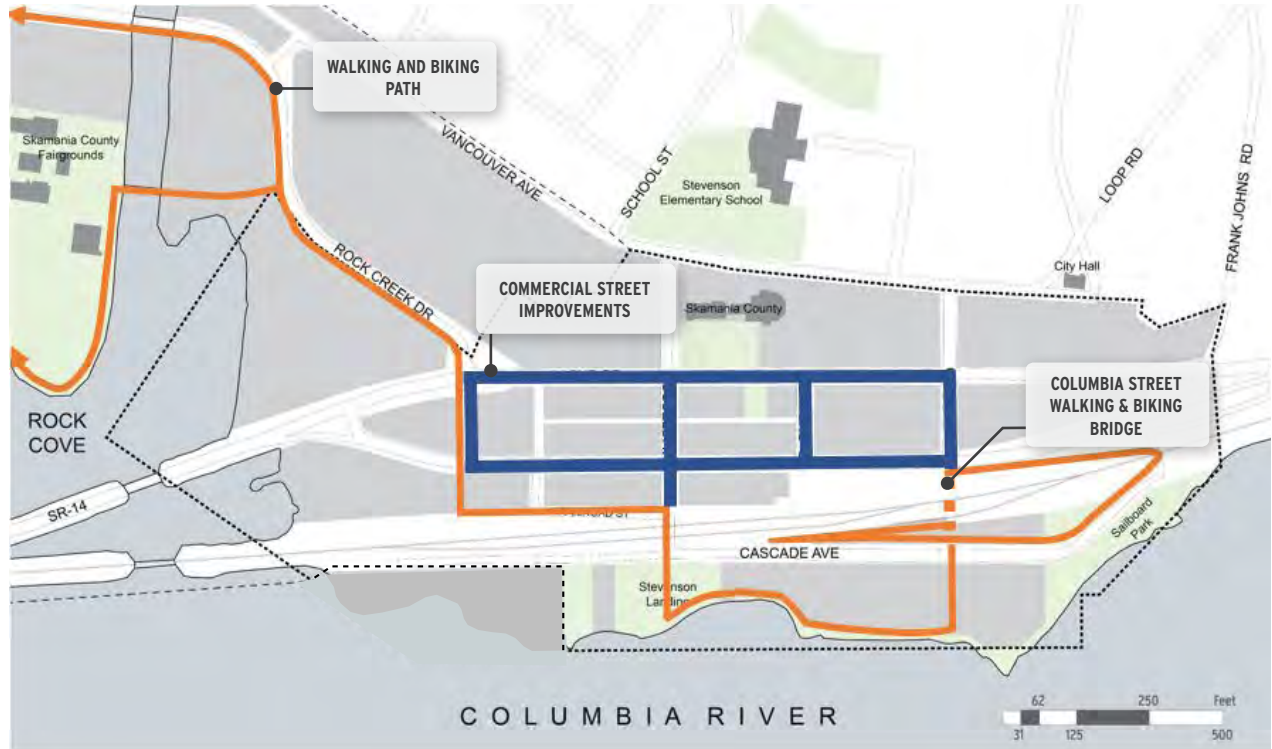 WALKING AND BIKING
PATH
Skamania County
Fairgrounds
VANCOUVER AVE
SCHOOL ST
Stevenson
Elementary School
LOOP RD
FRANK JOHNS RD
City Hall
ROCK CREEK DR
COMMERCIAL STREET
IMPROVEMENTS
Skamania County
COLUMBIA STREET
WALKING & BIKING
BRIDGE
ROCK
COVE
SR-14
CASCADE AVE
Sailboard
Park
Stevenson
Landing
COLUMBIA RIVER
62
250
Feet
31
125
500